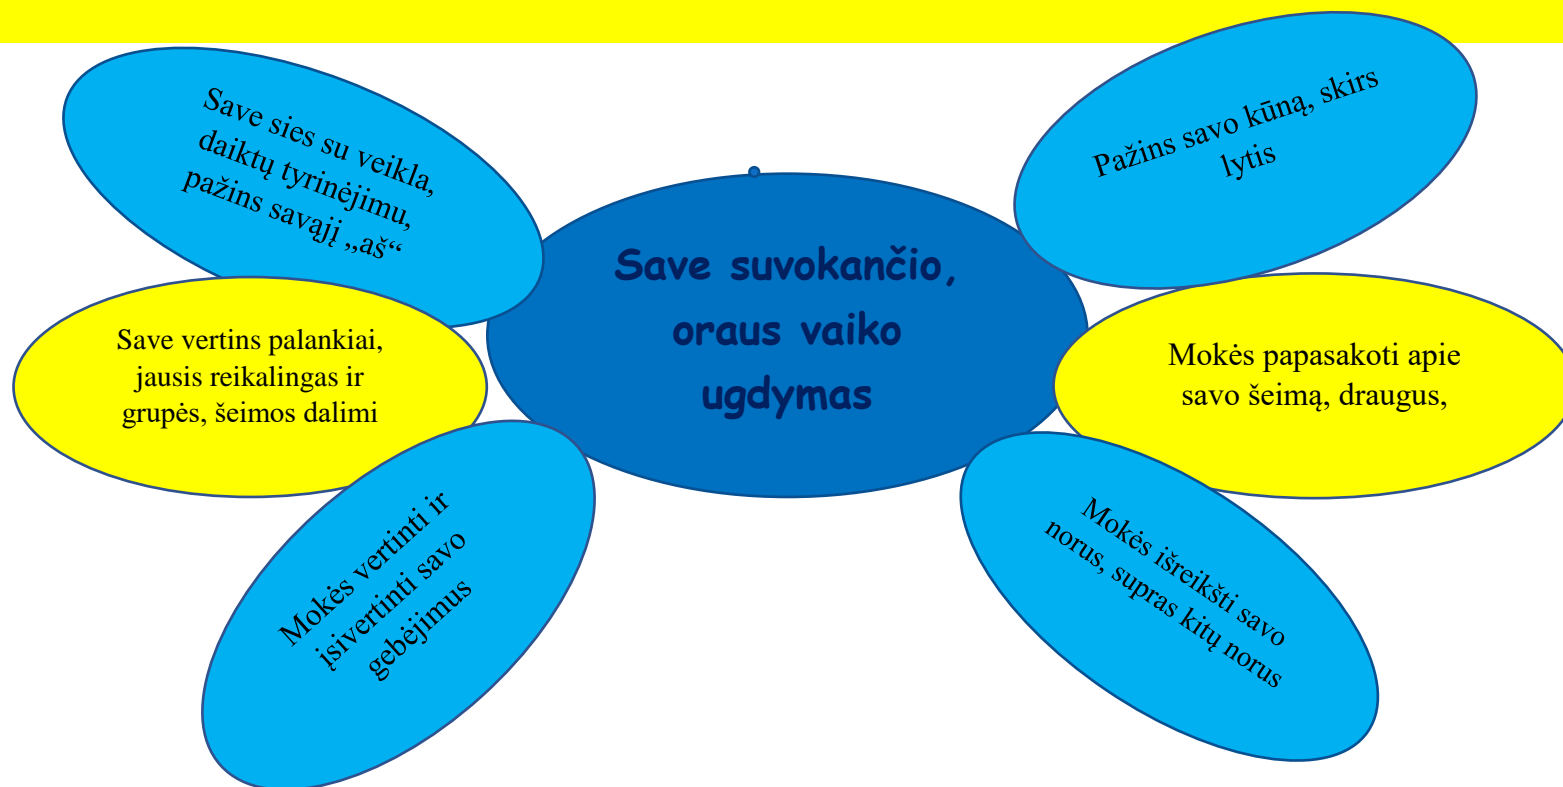 Save sies su veikla,
daiktų tyrinėjimu,
pažins savąjį „aš“
Pažins savo kūną, skirs
lytis
Save suvokančio,
oraus vaiko
ugdymas
Save vertins palankiai,
jausis reikalingas ir
grupės, šeimos dalimi
Mokės papasakoti apie
savo šeimą, draugus,
Mokės vertinti ir
įsivertinti savo
gebėjimus
Mokės išreikšti savo
norus, supras kitų norus